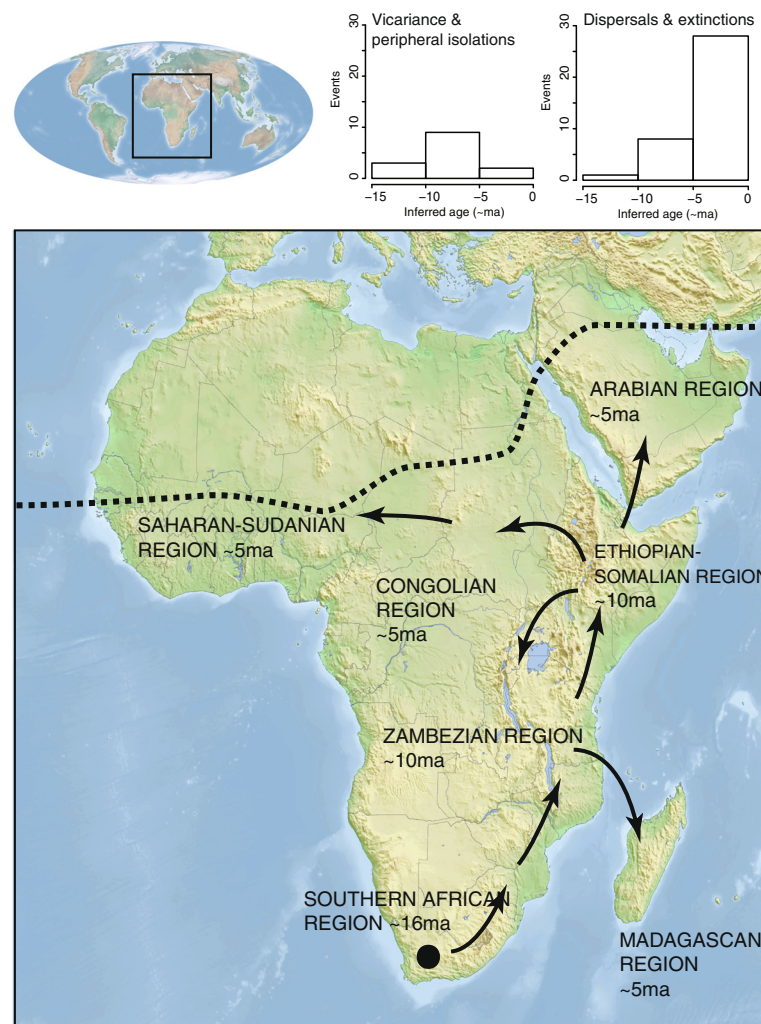 Vicariance &
peripheral isolations
Events
30
20
10
0
−15
−10
−5
0
Inferred age (~ma)
Dispersals & extinctions
Events
30
20
10
0
−15
−10
−5
0
Inferred age (~ma)
ARABIAN REGION
~5ma
SAHARAN-SUDANIAN
REGION ~5ma
ETHIOPIAN-
SOMALIAN REGION
~10ma
CONGOLIAN
REGION
~5ma
ZAMBEZIAN REGION
~10ma
SOUTHERN AFRICAN
REGION ~16ma
MADAGASCAN
REGION
~5ma